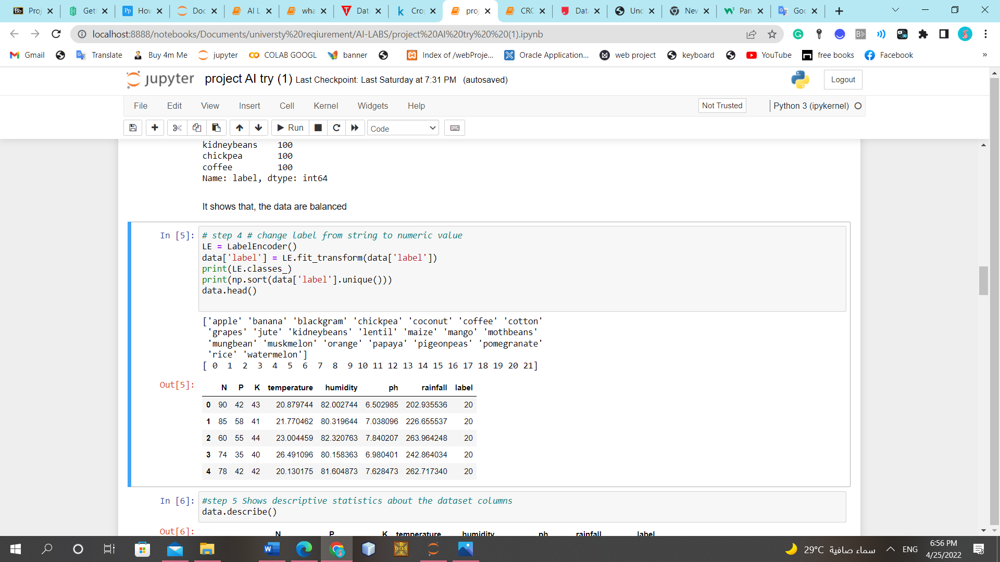 Proj
Get
Hov
Doc
AI L
wha
Dat
Cro
proj
CRC
Dat
Unc
Nev
Pan
Goo
localhost:8888/notebooks/Documents/universty%20reqiurement/AI-LABS/project%20AI%20try%20%20(1).ipynb
Gmail
Translate
Buy 4m Me
jupyter
COLAB GOOGL
banner
Index of /webProje...
Oracle Application...
web project
keyboard
YouTube
free books
Facebook
»
jupyter project AI try (1) Last Checkpoint: Last Saturday at 7:31 PM (autosaved)
Logout
File Edit View Insert Cell Kernel Widgets Help
Not Trusted
Python 3 (ipykernel)
Run
Code
kidneybeans 100
chickpea 100
coffee 100
Name: label, dtype: int64
It shows that, the data are balanced
In [5]:
# step 4 # change label from string to numeric value
LE = LabelEncoder()
data['label'] = LE.fit_transform(data['label'])
print(LE.classes_)
print(np.sort(data['label'].unique()))
data.head()
['apple' 'banana' 'blackgram' 'chickpea' 'coconut' 'coffee' 'cotton'
'grapes' 'jute' 'kidneybeans' 'lentil' 'maize' 'mango' 'mothbeans'
'mungbean' 'muskmelon' 'orange' 'papaya' 'pigeonpeas' 'pomegranate'
'rice' 'watermelon']
[ 0 1 2 3 4 5 6 7 8 9 10 11 12 13 14 15 16 17 18 19 20 21]
Out[5]:
N P K temperature humidity ph rainfall label
0 90 42 43 20.879744 82.002744 6.502985 202.935536 20
1 85 58 41 21.770462 80.319644 7.038096 226.655537 20
2 60 55 44 23.004459 82.320763 7.840207 263.964248 20
3 74 35 40 26.491096 80.158363 6.980401 242.864034 20
4 78 42 42 20.130175 81.604873 7.628473 262.717340 20
In [6]:
#step 5 Shows descriptive statistics about the dataset columns
data.describe()
Out[6]:
N P K temperature humidity ph rainfall label
29°C سماء صافية
ENG
6:56 PM
4/25/2022